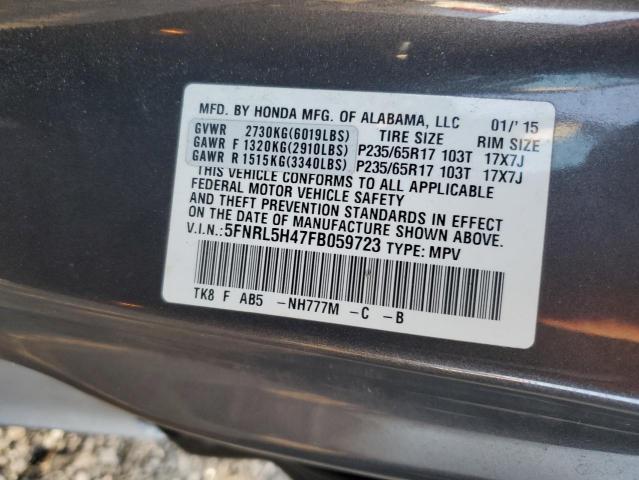 MFD. BY HONDA MFG. OF ALABAMA, LLC 01/'15
GVWR 2730KG(6019LBS) TIRE SIZE RIM SIZE
GAWR F 1320KG(2910LBS) P235/65R17 103T 17X7J
GAWR R 1515KG(3340LBS) P235/65R17 103T 17X7J
THIS VEHICLE CONFORMS TO ALL APPLICABLE
FEDERAL MOTOR VEHICLE SAFETY
AND THEFT PREVENTION STANDARDS IN EFFECT
ON THE DATE OF MANUFACTURE SHOWN ABOVE.
V.I.N.:5FNRL5H47FB059723 TYPE: MPV
TK8 F AB5 -NH777M -C -B